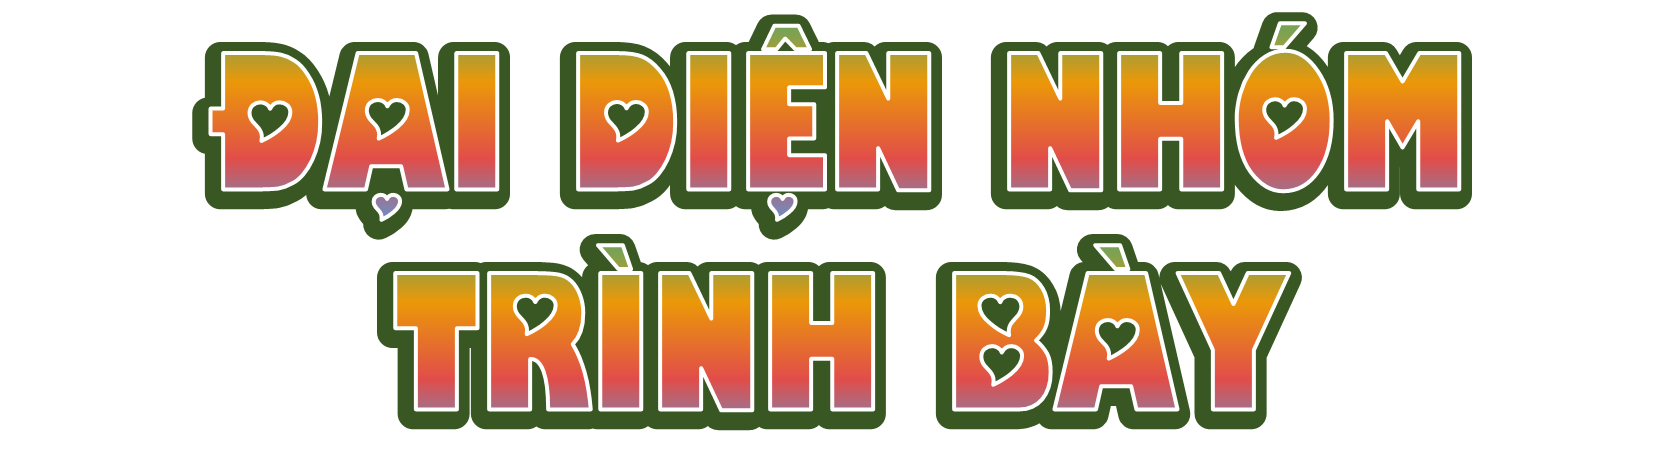 ĐẠI DIỆN NHÓM
TRÌNH BÀY